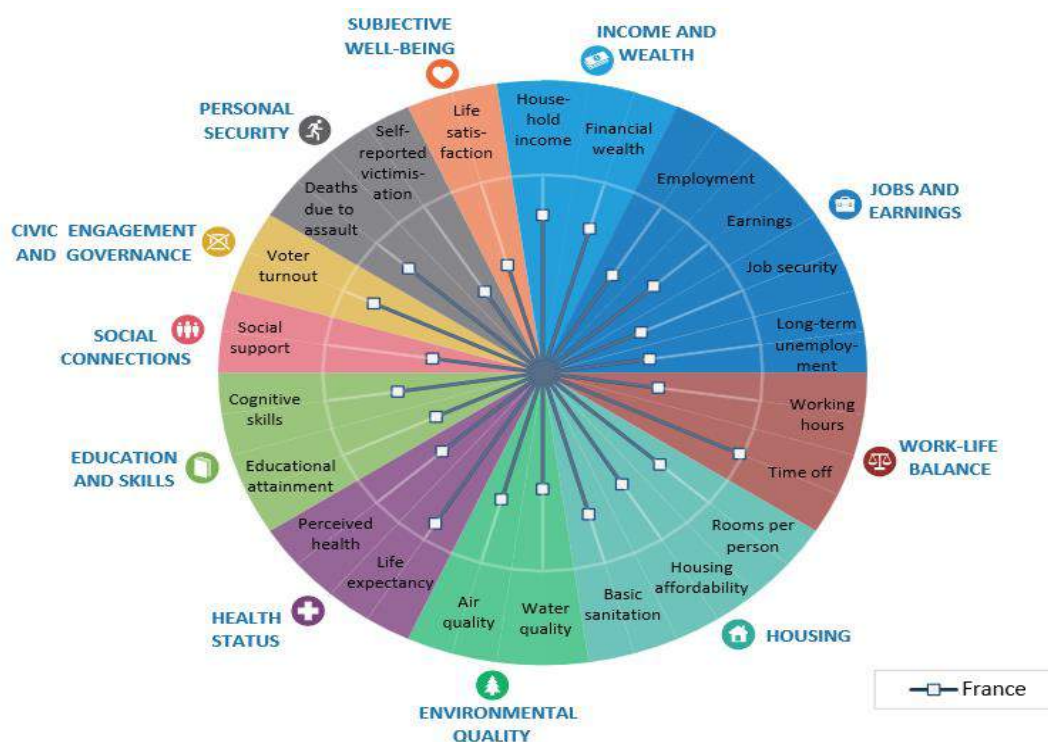 SUBJECTIVE
WELL-BEING
INCOME AND
WEALTH
PERSONAL
SECURITY
JOBS AND
EARNINGS
CIVIC ENGAGEMENT
AND GOVERNANCE
SOCIAL
CONNECTIONS
WORK-LIFE
BALANCE
EDUCATION
AND SKILLS
HEALTH
STATUS
HOUSING
ENVIRONMENTAL
QUALITY
House-
hold
income
Financial
wealth
Employment
Earnings
Job security
Long-term
unemploy-
ment
Working
hours
Time off
Rooms per
person
Housing
affordability
Basic
sanitation
Water
quality
Air
quality
Life
expectancy
Perceived
health
Educational
attainment
Cognitive
skills
Social
support
Voter
turnout
Deaths
due to
assault
Self-
reported
victimis-
ation
Life
satis-
faction
France